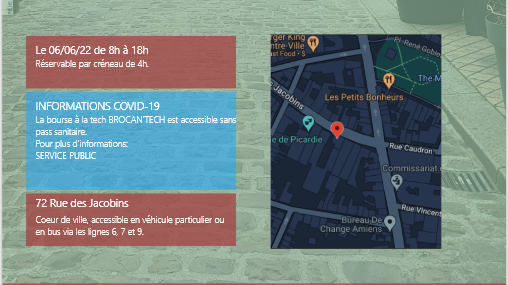 Le 06/06/22 de 8h à 18h
Réservable par créneau de 4h.
INFORMATIONS COVID-19
La bourse à la tech BROCAN'TECH est accessible sans
pass sanitaire.
Pour plus d'informations:
SERVICE PUBLIC
72 Rue des Jacobins
Coeur de ville, accessible en véhicule particulier ou
en bus via les lignes 6, 7 et 9.
rger King
ntre-Ville
ast Food • $
Pl. René Goble
The M
Les Petits Bonheurs
Jacobins
e de Picardie
Rue Caudron
Commissariat
Rue Vincent
Bureau De
Change Amiens